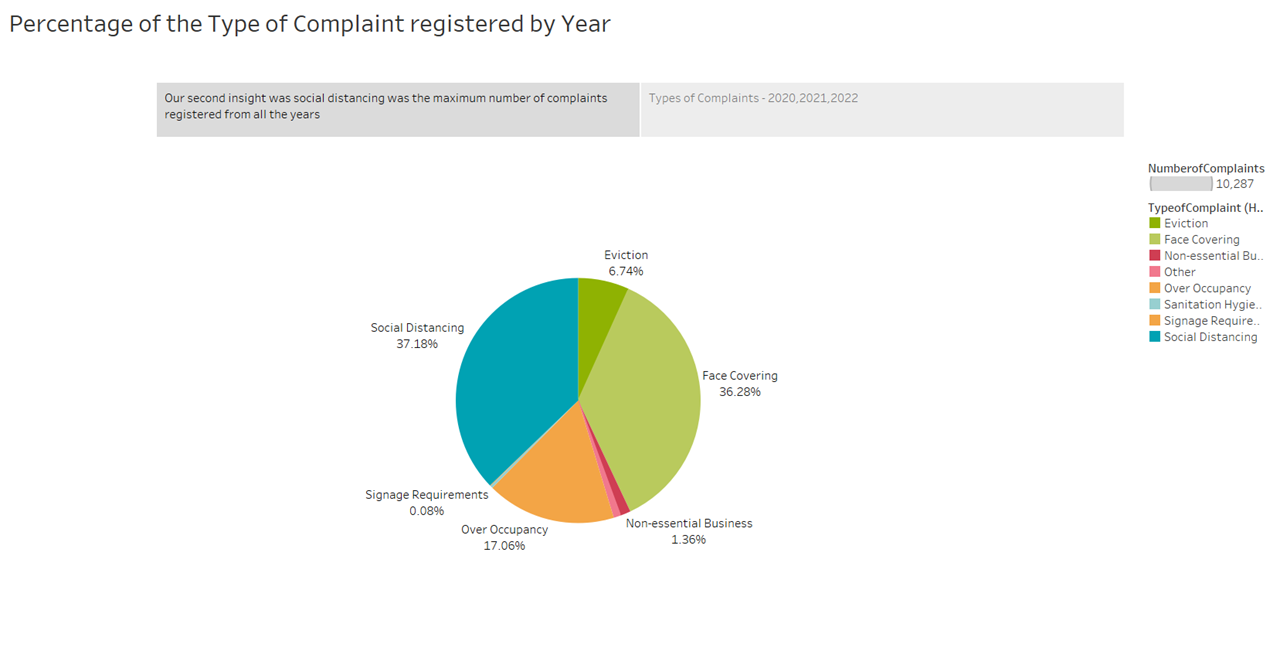 Percentage of the Type of Complaint registered by Year
Our second insight was social distancing was the maximum number of complaints
registered from all the years
Types of Complaints - 2020,2021,2022
NumberofComplaints
10,287
TypeofComplaint (H..
Eviction
Face Covering
Non-essential Bu..
Other
Over Occupancy
Sanitation Hygie..
Signage Require..
Social Distancing
Eviction
6.74%
Social Distancing
37.18%
Face Covering
36.28%
Signage Requirements
0.08%
Over Occupancy
17.06%
Non-essential Business
1.36%